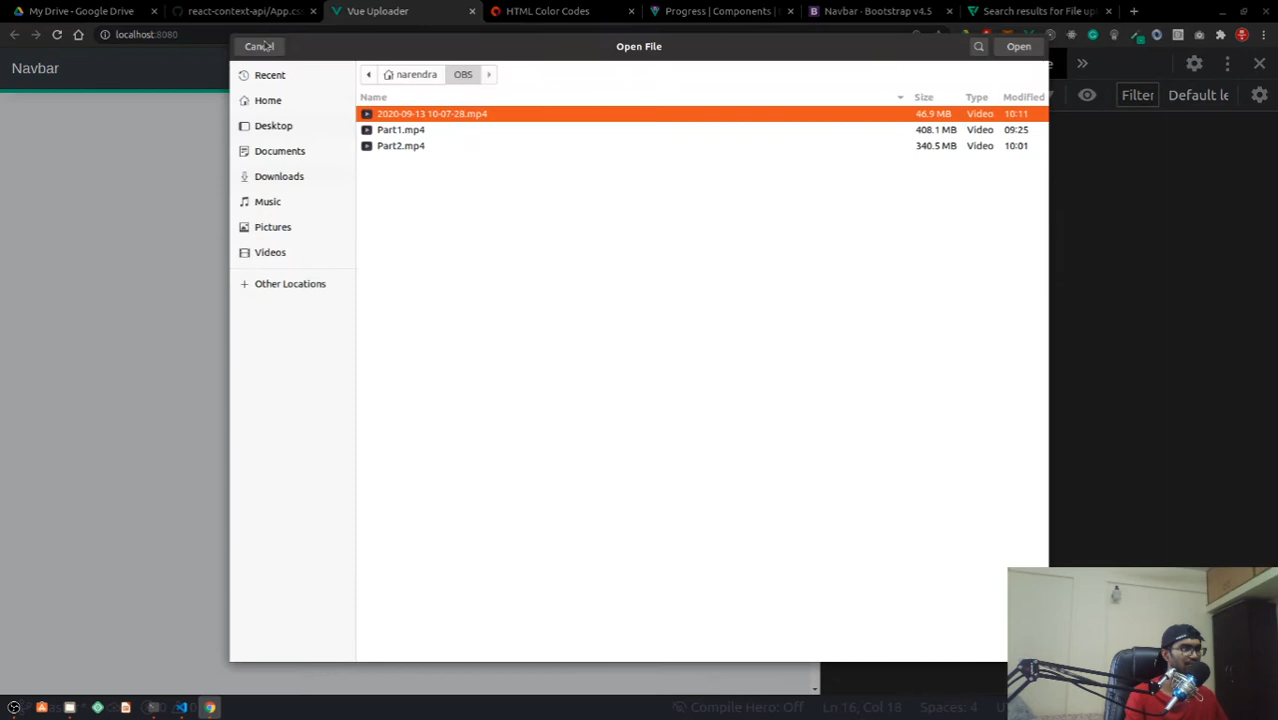 My Drive - Google Drive
react-context-api/App.cs
Vue Uploader
HTML Color Codes
Progress | Components |
Navbar · Bootstrap v4.5
Search results for File up
localhost:8080
Cancel
Open File
Open
Navbar
Recent
narendra
OBS
Filter
Default le
Name
Size
Type
Modified
Home
2020-09-13 10-07-28.mp4
46.9 MB
Video
10:11
Desktop
Part1.mp4
408.1 MB
Video
09:25
Documents
Part2.mp4
340.5 MB
Video
10:01
Downloads
Music
Pictures
Videos
Other Locations
Compile Hero: Off
Ln 16, Col 18
Spaces: 4